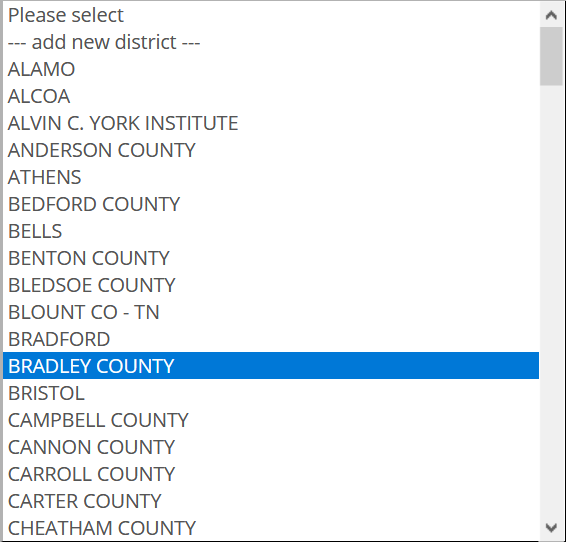 Please select
--- add new district ---
ALAMO
ALCOA
ALVIN C. YORK INSTITUTE
ANDERSON COUNTY
ATHENS
BEDFORD COUNTY
BELLS
BENTON COUNTY
BLEDSOE COUNTY
BLOUNT CO - TN
BRADFORD
BRADLEY COUNTY
BRISTOL
CAMPBELL COUNTY
CANNON COUNTY
CARROLL COUNTY
CARTER COUNTY
CHEATHAM COUNTY